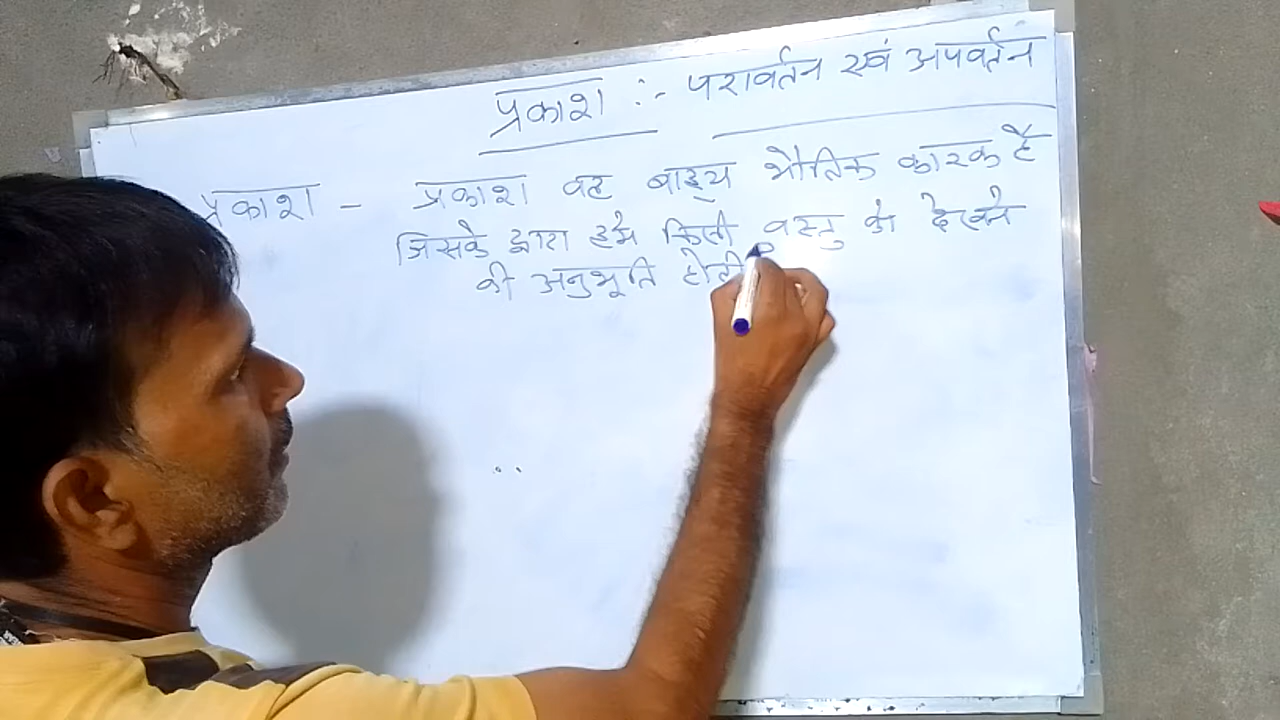 प्रकाश :- परावर्तन एवं अपवर्तन
प्रकाश - प्रकाश वह बाह्य भौतिक कारक है
जिसके द्वारा हमें किसी वस्तु को देखने
की अनुभूति होती